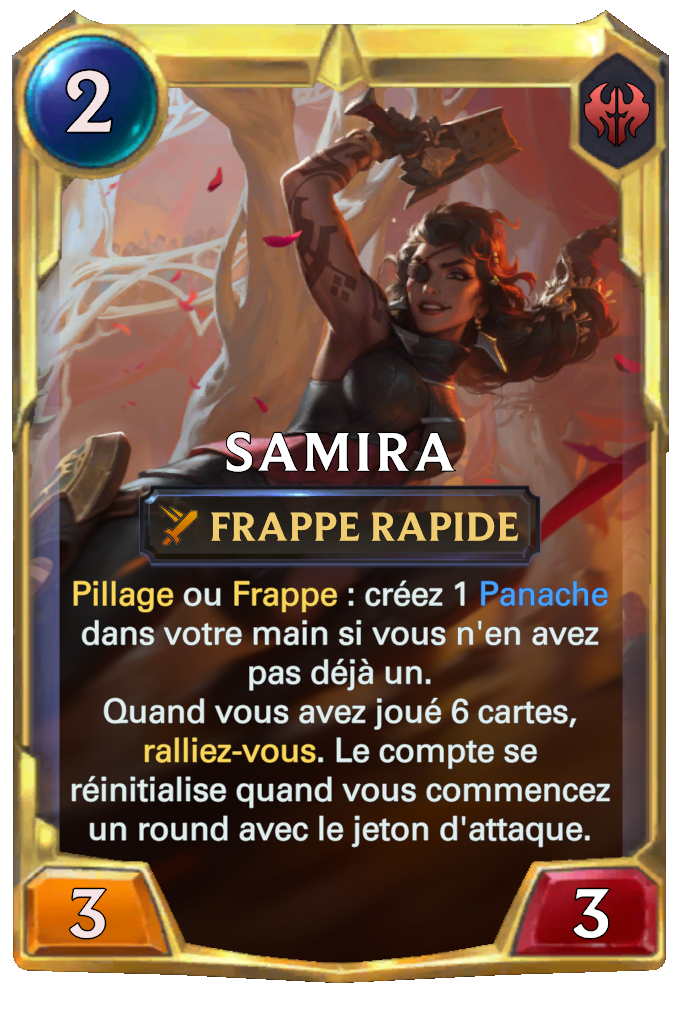 2
SAMIRA
FRAPPE RAPIDE
Pillage ou Frappe : créez 1 Panache
dans votre main si vous n'en avez
pas déjà un.
Quand vous avez joué 6 cartes,
ralliez-vous. Le compte se
réinitialise quand vous commencez
un round avec le jeton d'attaque.
3
3